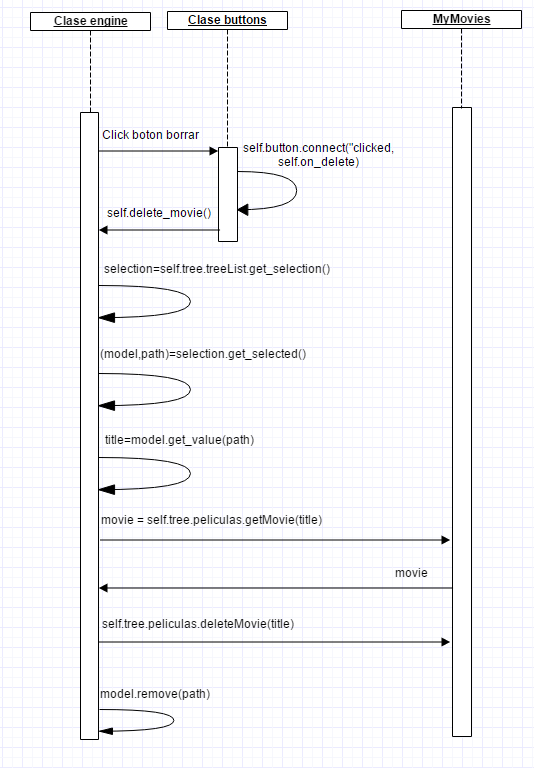 Clase engine
Clase buttons
MyMovies
Click boton borrar
self.button.connect("clicked,
self.on_delete)
self.delete_movie()
selection=self.tree.treeList.get_selection()
(model,path)=selection.get_selected()
title=model.get_value(path)
movie = self.tree.peliculas.getMovie(title)
movie
self.tree.peliculas.deleteMovie(title)
model.remove(path)